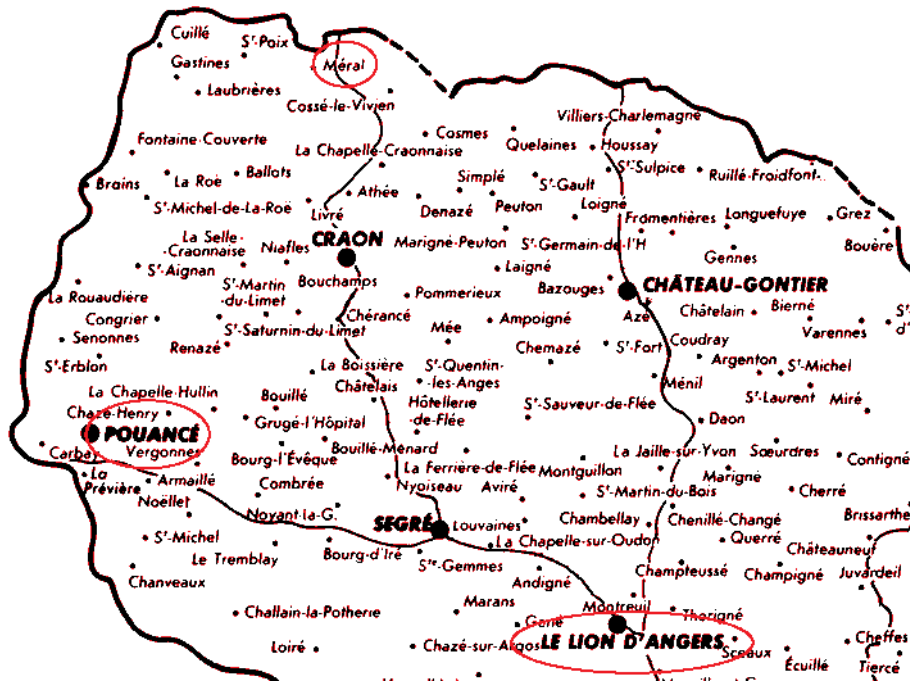 Cuillé
Sᵗ-Poix
Méral
Gastines
Laubrières
Cossé-le-Vivien
Villiers-Charlemagne
Fontaine-Couverte
Cosmes
La Chapelle-Craonnaise
Quelaines
Houssay
Brains
La Roë
Ballots
Sᵗ-Sulpice
Ruillé-Froidfont..
Simplé
Sᵗ-Gault
Athée
Sᵗ-Michel-de-La-Roë
Livré
Denazé
Peuton
Loigné
Fromentières
Longuefuye
Grez
La Selle-
-Craonnaise
Niafles
CRAON
Marigné-Peuton
Sᵗ-Germain-de-l'H
Gennes
Bouère
Sᵗ-Aignan
Laigné
La Rouaudière
Sᵗ-Martin
-du-Limet
Bouchamps
Pommerieux
Bazouges
CHÂTEAU-GONTIER
Congrier
Sᵗ-Saturnin-du-Limet
Chérancé
Mée
Ampoigné
Azé
Châtelain
Bierné
Varennes
Sᵗ
d'
Senonnes
Renazé
Chemazé
Sᵗ-Fort
Coudray
Sᵗ-Erblon
La Boissière
Sᵗ-Quentin
-les-Anges
Argenton
Sᵗ-Michel
La Chapelle-Hullin
Bouillé
Châtelais
Ménil
Sᵗ-Laurent
Miré
Chazé-Henry
Grugé-l'Hôpital
Hôtellerie
-de-Flée
Sᵗ-Sauveur-de-Flée
Daon
POUANCÉ
Carbay
Vergonnes
Bourg-l'Évêque
Bouillé-Ménard
La Jaille-sur-Yvon
Sœurdres
Contigné
La
Prévière
Armaillé
Combrée
La Ferrière-de-Flée
Montguillon
Marigné
Noëllet
Nyoiseau
Aviré
Sᵗ-Martin-du-Bois
Cherré
Noyant-la-G.
SEGRÉ
Louvaines
Chambellay
Chenillé-Changé
Brissarthe
Sᵗ-Michel
Le Tremblay
Bourg-d'Iré
La Chapelle-sur-Oudon
Querré
Châteauneuf
Chanveaux
Sᵗᵉ-Gemmes
Andigné
Champteussé
Champigné
Juvardeil
Challain-la-Potherie
Marans
Gené
Montreuil
Thorigné
Loiré
Chazé-sur-Argos
LE LION D'ANGERS
Sceaux
Cheffes
Écuillé
Tiercé